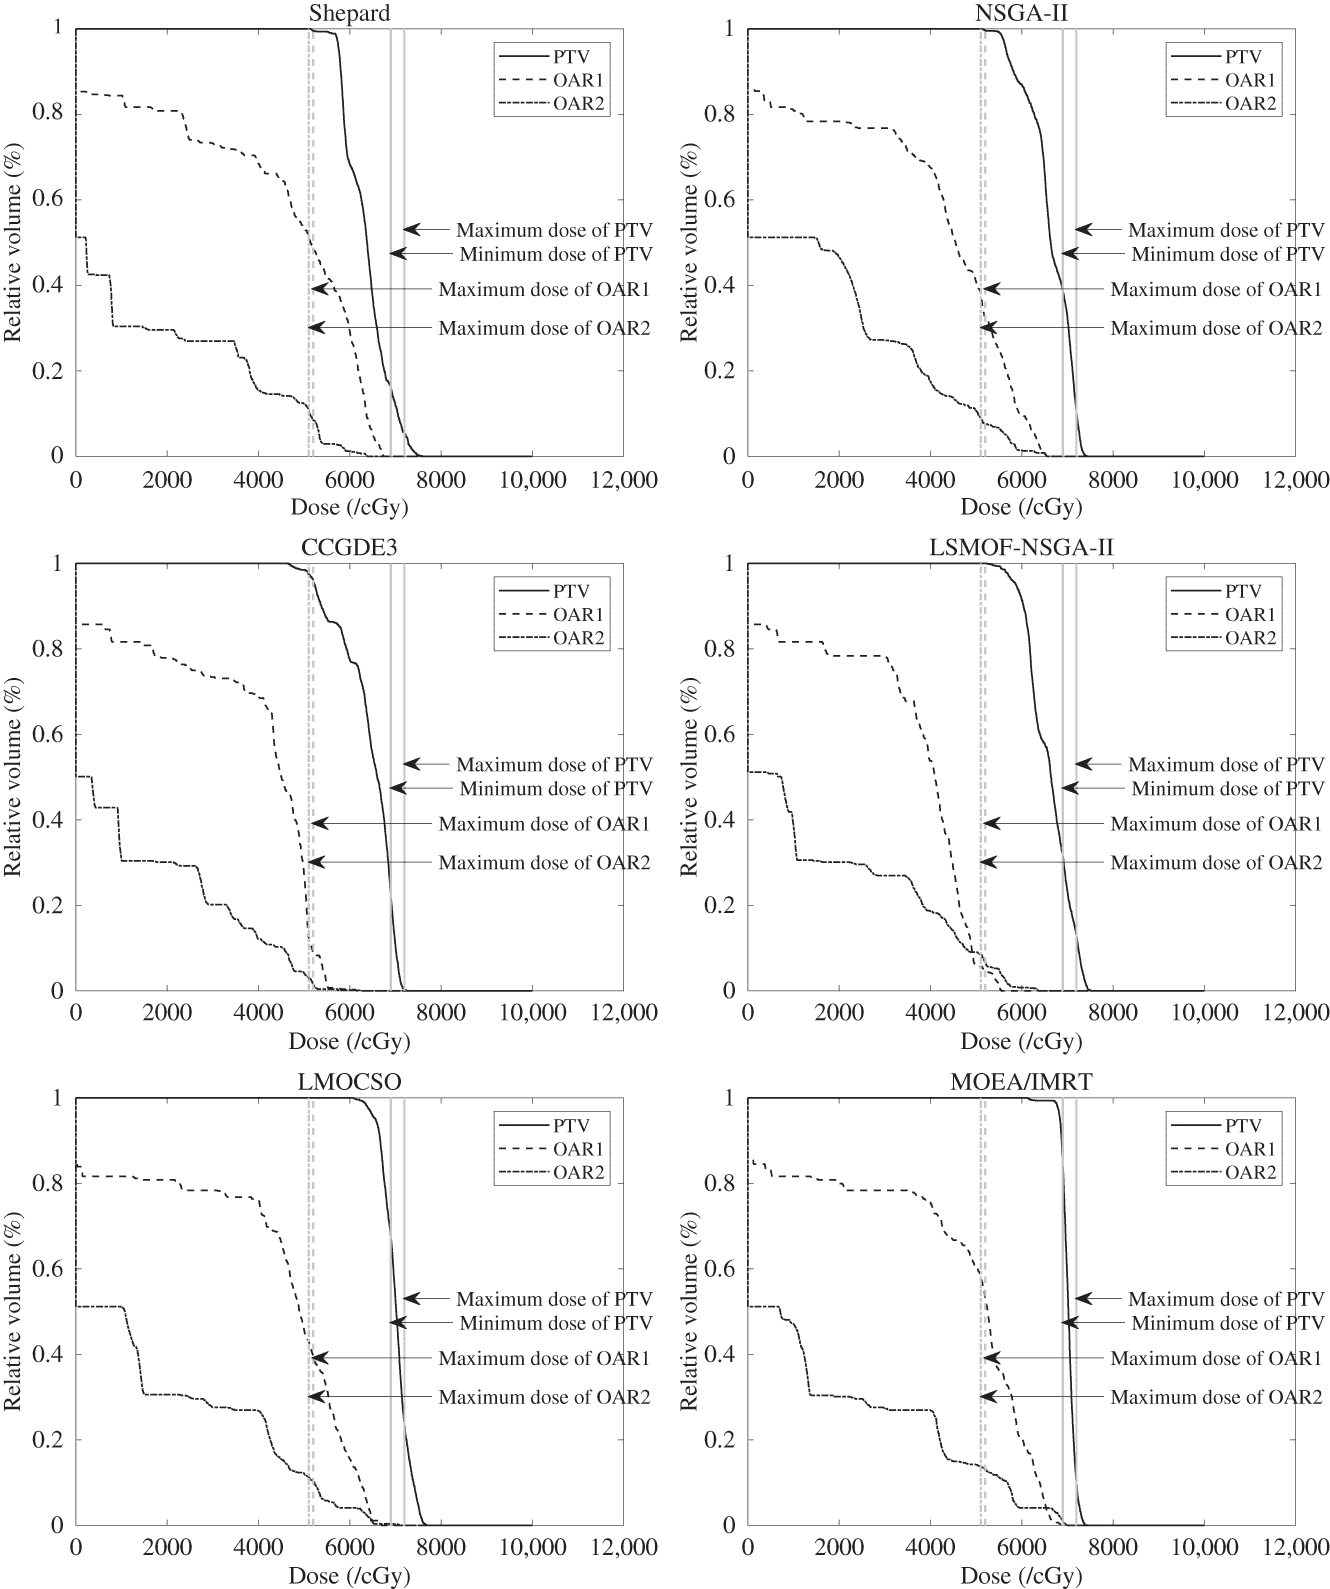 Shepard
1
0.8
0.6
0.4
0.2
0
Relative volume (%)
PTV
OAR1
OAR2
Maximum dose of PTV
Minimum dose of PTV
Maximum dose of OAR1
Maximum dose of OAR2
0 2000 4000 6000 8000 10,000 12,000
Dose (/cGy)
NSGA-II
1
0.8
0.6
0.4
0.2
0
Relative volume (%)
PTV
OAR1
OAR2
Maximum dose of PTV
Minimum dose of PTV
Maximum dose of OAR1
Maximum dose of OAR2
0 2000 4000 6000 8000 10,000 12,000
Dose (/cGy)
CCGDE3
1
0.8
0.6
0.4
0.2
0
Relative volume (%)
PTV
OAR1
OAR2
Maximum dose of PTV
Minimum dose of PTV
Maximum dose of OAR1
Maximum dose of OAR2
0 2000 4000 6000 8000 10,000 12,000
Dose (/cGy)
LSMOF-NSGA-II
1
0.8
0.6
0.4
0.2
0
Relative volume (%)
PTV
OAR1
OAR2
Maximum dose of PTV
Minimum dose of PTV
Maximum dose of OAR1
Maximum dose of OAR2
0 2000 4000 6000 8000 10,000 12,000
Dose (/cGy)
LMOCSO
1
0.8
0.6
0.4
0.2
0
Relative volume (%)
PTV
OAR1
OAR2
Maximum dose of PTV
Minimum dose of PTV
Maximum dose of OAR1
Maximum dose of OAR2
0 2000 4000 6000 8000 10,000 12,000
Dose (/cGy)
MOEA/IMRT
1
0.8
0.6
0.4
0.2
0
Relative volume (%)
PTV
OAR1
OAR2
Maximum dose of PTV
Minimum dose of PTV
Maximum dose of OAR1
Maximum dose of OAR2
0 2000 4000 6000 8000 10,000 12,000
Dose (/cGy)